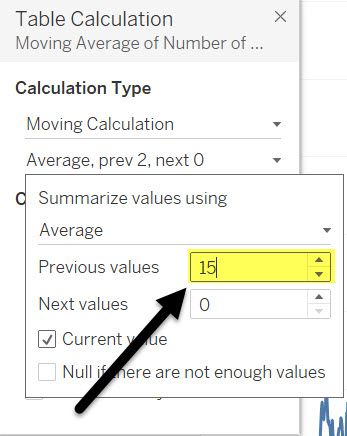 Table Calculation
Moving Average of Number of ...
Calculation Type
Moving Calculation
Average, prev 2, next 0
Summarize values using
Average
Previous values 15
Next values 0
Current value
Null if there are not enough values